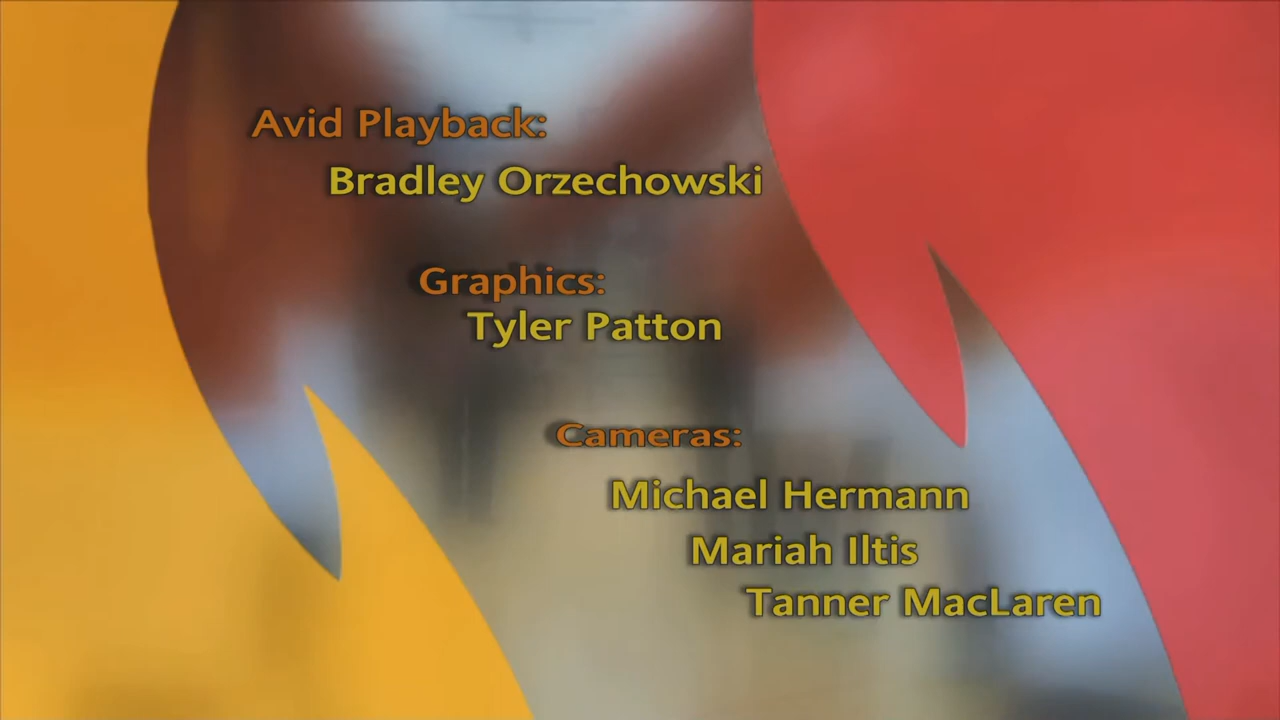 Avid Playback:
Bradley Orzechowski
Graphics:
Tyler Patton
Cameras:
Michael Hermann
Mariah Iltis
Tanner MacLaren